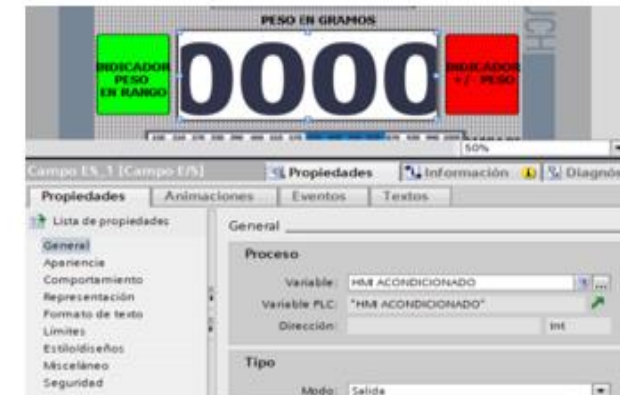 PESO EN GRAMOS
INDICADOR
PESO
EN RANGO
0000
INDICADOR
+/- PESO
UCH
50%
Campo ES_1 [Campo E/S]
Propiedades
Información
Diagnós
Propiedades
Animaciones
Eventos
Textos
Lista de propiedades
General
Apariencia
Comportamiento
Representación
Formato de texto
Límites
Estilo/diseños
Misceláneo
Seguridad
General
Proceso
Variable: HMI ACONDICIONADO
Variable PLC: "HMI ACONDICIONADO"
Dirección: Int
Tipo
Modo: Salida